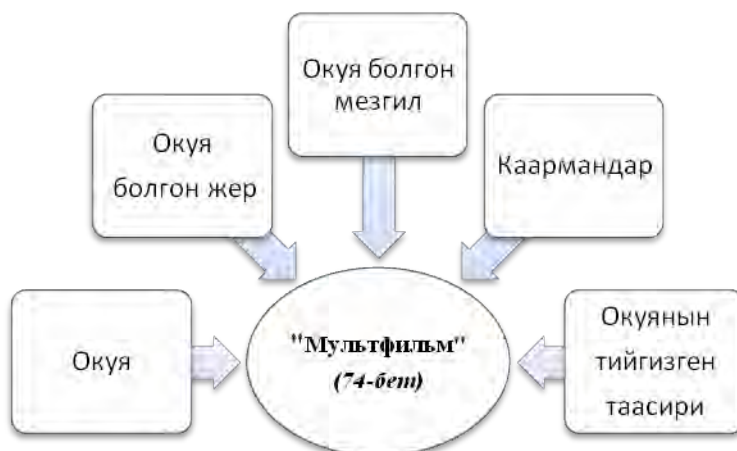 Окуя
Окуя
болгон жер
Окуя болгон
мезгил
Каармандар
Окуянын
тийгизген
таасири
"Мультфильм"
(74-бет)